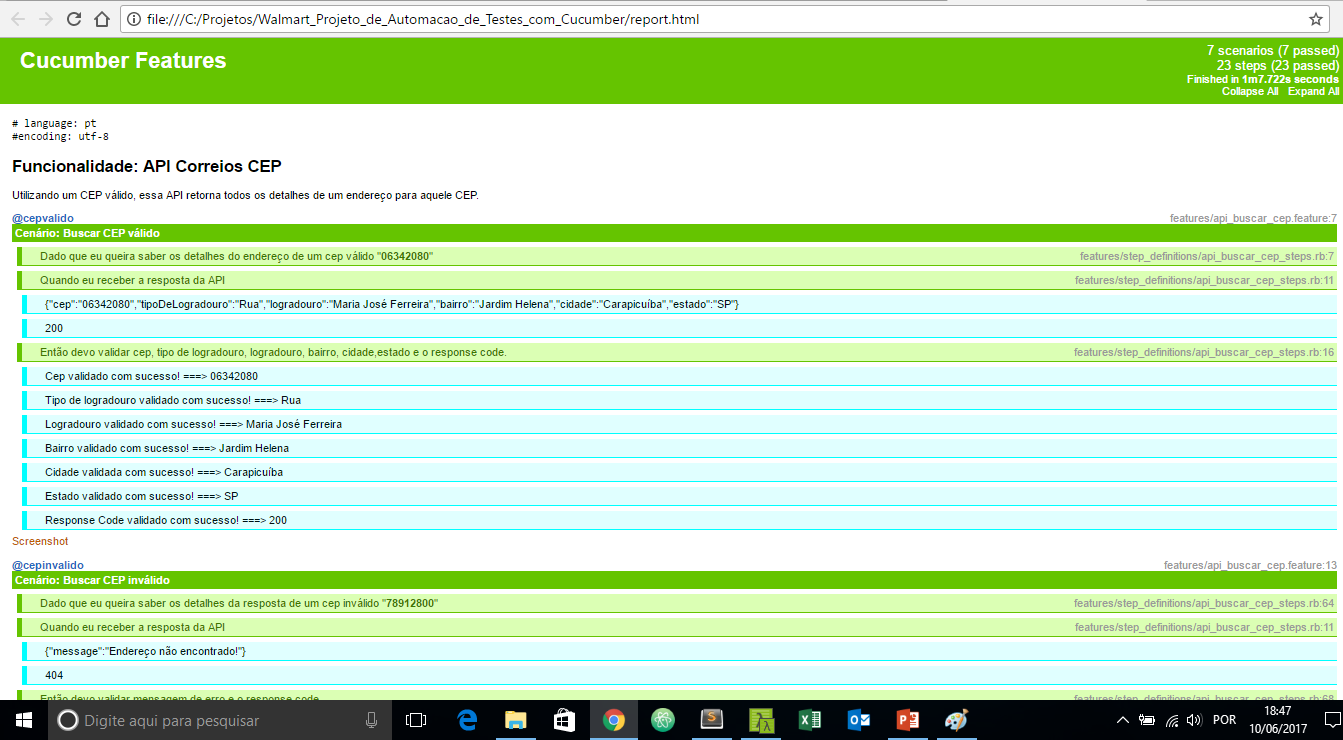 file:///C:/Projetos/Walmart_Projeto_de_Automacao_de_Testes_com_Cucumber/report.html
Cucumber Features
7 scenarios (7 passed)
23 steps (23 passed)
Finished in 1m7.722s seconds
Collapse All Expand All
# language: pt
#encoding: utf-8
Funcionalidade: API Correios CEP
Utilizando um CEP válido, essa API retorna todos os detalhes de um endereço para aquele CEP.
@cepvalido features/api_buscar_cep.feature:7
Cenário: Buscar CEP válido
Dado que eu queira saber os detalhes do endereço de um cep válido "06342080" features/step_definitions/api_buscar_cep_steps.rb:7
Quando eu receber a resposta da API features/step_definitions/api_buscar_cep_steps.rb:11
{"cep":"06342080","tipoDeLogradouro":"Rua","logradouro":"Maria José Ferreira","bairro":"Jardim Helena","cidade":"Carapicuíba","estado":"SP"}
200
Então devo validar cep, tipo de logradouro, logradouro, bairro, cidade,estado e o response code. features/step_definitions/api_buscar_cep_steps.rb:16
Cep validado com sucesso! ===> 06342080
Tipo de logradouro validado com sucesso! ===> Rua
Logradouro validado com sucesso! ===> Maria José Ferreira
Bairro validado com sucesso! ===> Jardim Helena
Cidade validada com sucesso! ===> Carapicuíba
Estado validado com sucesso! ===> SP
Response Code validado com sucesso! ===> 200
Screenshot
@cepinvalido features/api_buscar_cep.feature:13
Cenário: Buscar CEP inválido
Dado que eu queira saber os detalhes da resposta de um cep inválido "78912800" features/step_definitions/api_buscar_cep_steps.rb:64
Quando eu receber a resposta da API features/step_definitions/api_buscar_cep_steps.rb:11
{"message":"Endereço não encontrado!"}
404
Então devo validar mensagem de erro e o response code. features/step_definitions/api_buscar_cep_steps.rb:68
Digite aqui para pesquisar
POR
18:47
10/06/2017